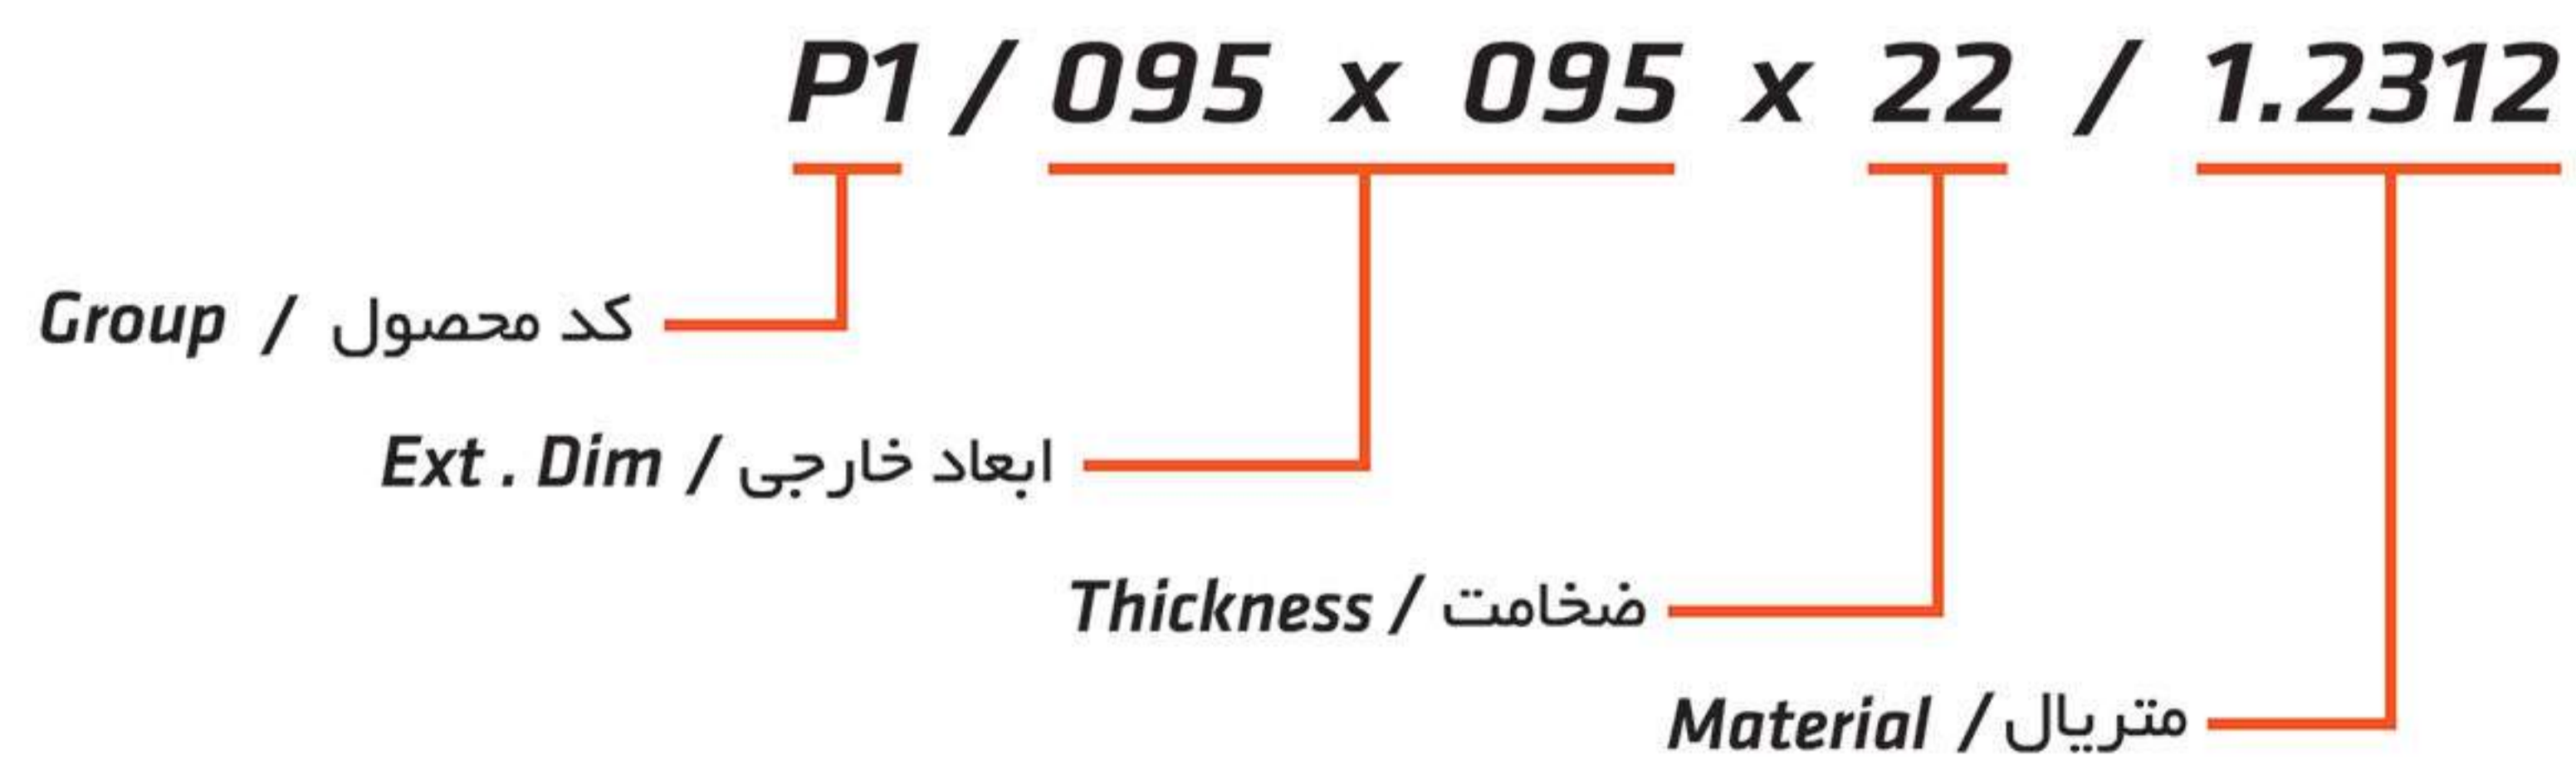 P1 / 095 x 095 x 22 / 1.2312
Group / کد محصول
Ext . Dim / ابعاد خارجی
Thickness / ضخامت
Material / متریال